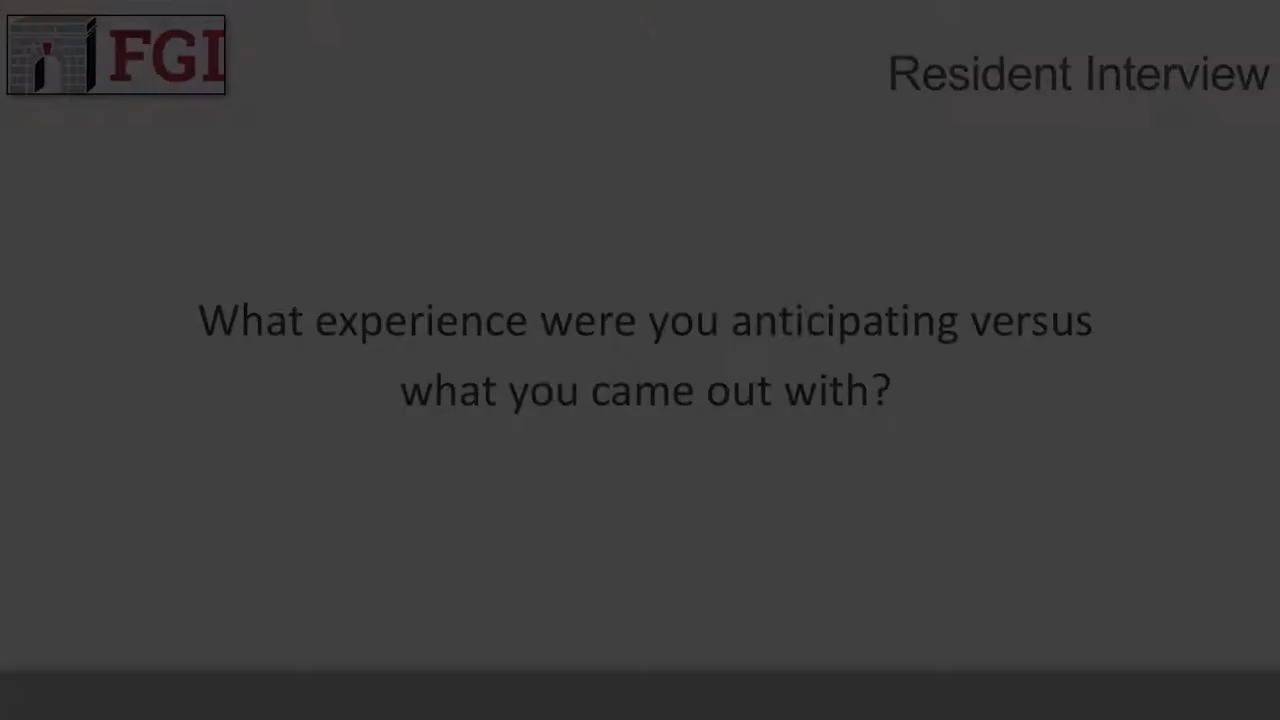 FGI
Resident Interview
What experience were you anticipating versus
what you came out with?